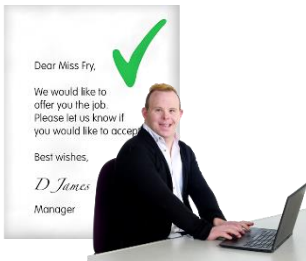 Dear Miss Fry,
We would like to
offer you the job.
Please let us know if
you would like to accept
Best wishes,
D James
Manager